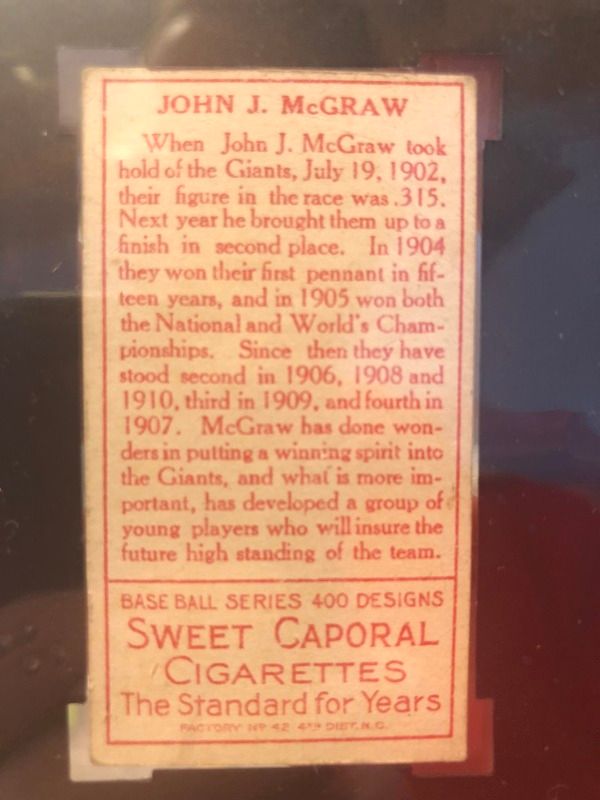 JOHN J. McGRAW
When John J. McGraw took
hold of the Giants, July 19, 1902,
their figure in the race was .315.
Next year he brought them up to a
finish in second place. In 1904
they won their first pennant in fif-
teen years, and in 1905 won both
the National and World's Cham-
pionships. Since then they have
stood second in 1906, 1908 and
1910, third in 1909, and fourth in
1907. McGraw has done won-
ders in putting a winning spirit into
the Giants, and what is more im-
portant, has developed a group of
young players who will insure the
future high standing of the team.
BASE BALL SERIES 400 DESIGNS
SWEET CAPORAL
CIGARETTES
The Standard for Years
FACTORY Nº 42 4TH DIST. N.C.